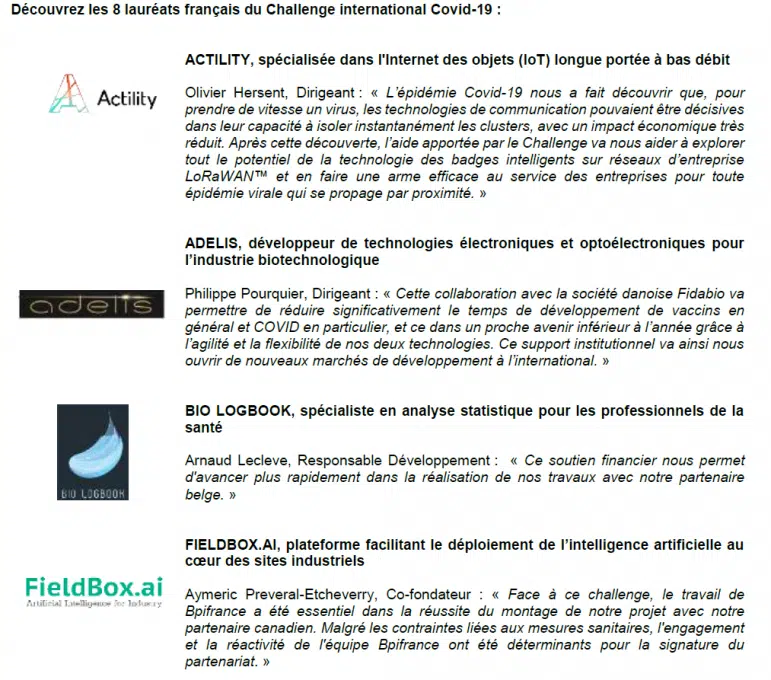 Découvrez les 8 lauréats français du Challenge international Covid-19 :
ACTILITY, spécialisée dans l'Internet des objets (IoT) longue portée à bas débit
Actility
Olivier Hersent, Dirigeant : « L’épidémie Covid-19 nous a fait découvrir que, pour
prendre de vitesse un virus, les technologies de communication pouvaient être décisives
dans leur capacité à isoler instantanément les clusters, avec un impact économique très
réduit. Après cette découverte, l’aide apportée par le Challenge va nous aider à explorer
tout le potentiel de la technologie des badges intelligents sur réseaux d’entreprise
LoRaWAN™ et en faire une arme efficace au service des entreprises pour toute
épidémie virale qui se propage par proximité. »
ADELIS, développeur de technologies électroniques et optoélectroniques pour
l’industrie biotechnologique
adelis
Philippe Pourquier, Dirigeant : « Cette collaboration avec la société danoise Fidabio va
permettre de réduire significativement le temps de développement de vaccins en
général et COVID en particulier, et ce dans un proche avenir inférieur à l’année grâce à
l’agilité et la flexibilité de nos deux technologies. Ce support institutionnel va ainsi nous
ouvrir de nouveaux marchés de développement à l’international. »
BIO LOGBOOK, spécialiste en analyse statistique pour les professionnels de la
santé
BIO LOGBOOK
Arnaud Lecleve, Responsable Développement : « Ce soutien financier nous permet
d'avancer plus rapidement dans la réalisation de nos travaux avec notre partenaire
belge. »
FIELDBOX.AI, plateforme facilitant le déploiement de l’intelligence artificielle au
cœur des sites industriels
FieldBox.ai
Artificial Intelligence for Industry
Aymeric Preveral-Etcheverry, Co-fondateur : « Face à ce challenge, le travail de
Bpifrance a été essentiel dans la réussite du montage de notre projet avec notre
partenaire canadien. Malgré les contraintes liées aux mesures sanitaires, l'engagement
et la réactivité de l'équipe Bpifrance ont été déterminants pour la signature du
partenariat. »